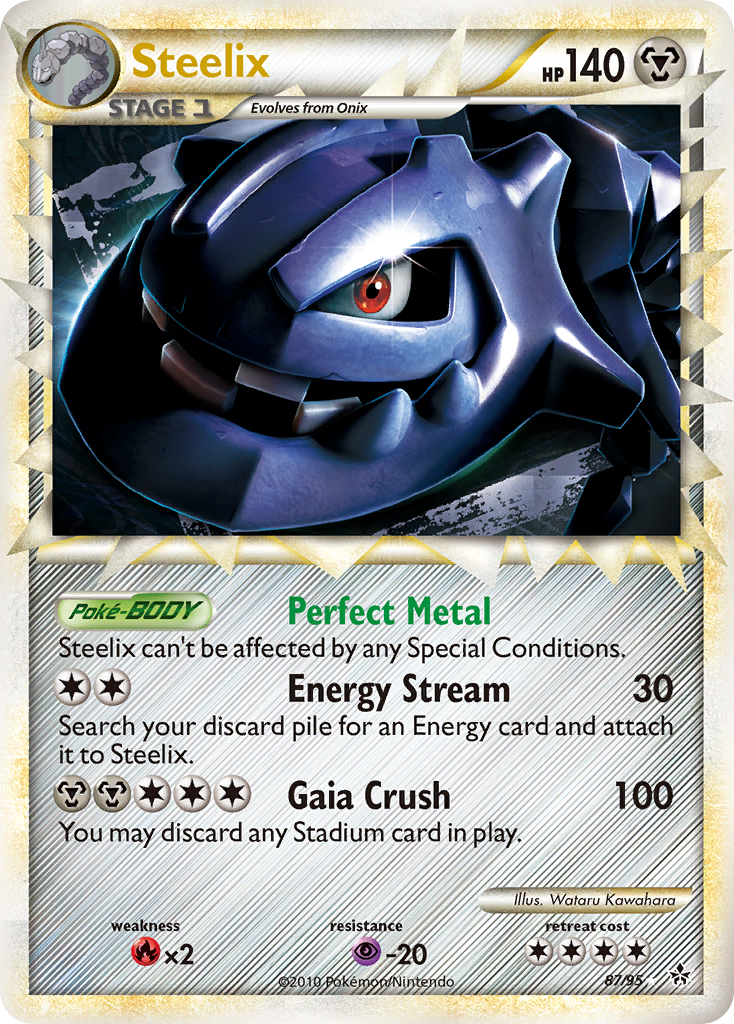 Steelix
HP 140
STAGE 1
Evolves from Onix
Poké-BODY Perfect Metal
Steelix can't be affected by any Special Conditions.
Energy Stream 30
Search your discard pile for an Energy card and attach
it to Steelix.
Gaia Crush 100
You may discard any Stadium card in play.
Illus. Wataru Kawahara
weakness resistance retreat cost
×2 -20
©2010 Pokémon/Nintendo 87/95